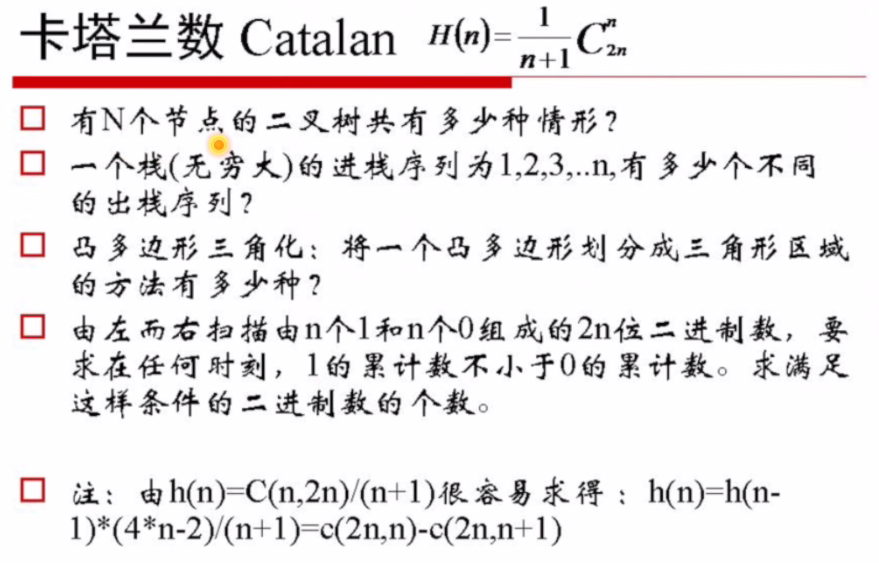 卡塔兰数 Catalan H(n)=\frac{1}{n+1}C_{2n}^{n}
有N个节点的二叉树共有多少种情形？
一个栈(无穷大)的进栈序列为1,2,3,..n,有多少个不同
的出栈序列？
凸多边形三角化：将一个凸多边形划分成三角形区域
的方法有多少种？
由左而右扫描由n个1和n个0组成的2n位二进制数，要
求在任何时刻，1的累计数不小于0的累计数。求满足
这样条件的二进制数的个数。
注：由h(n)=C(n,2n)/(n+1)很容易求得：h(n)=h(n-
1)*(4*n-2)/(n+1)=c(2n,n)-c(2n,n+1)